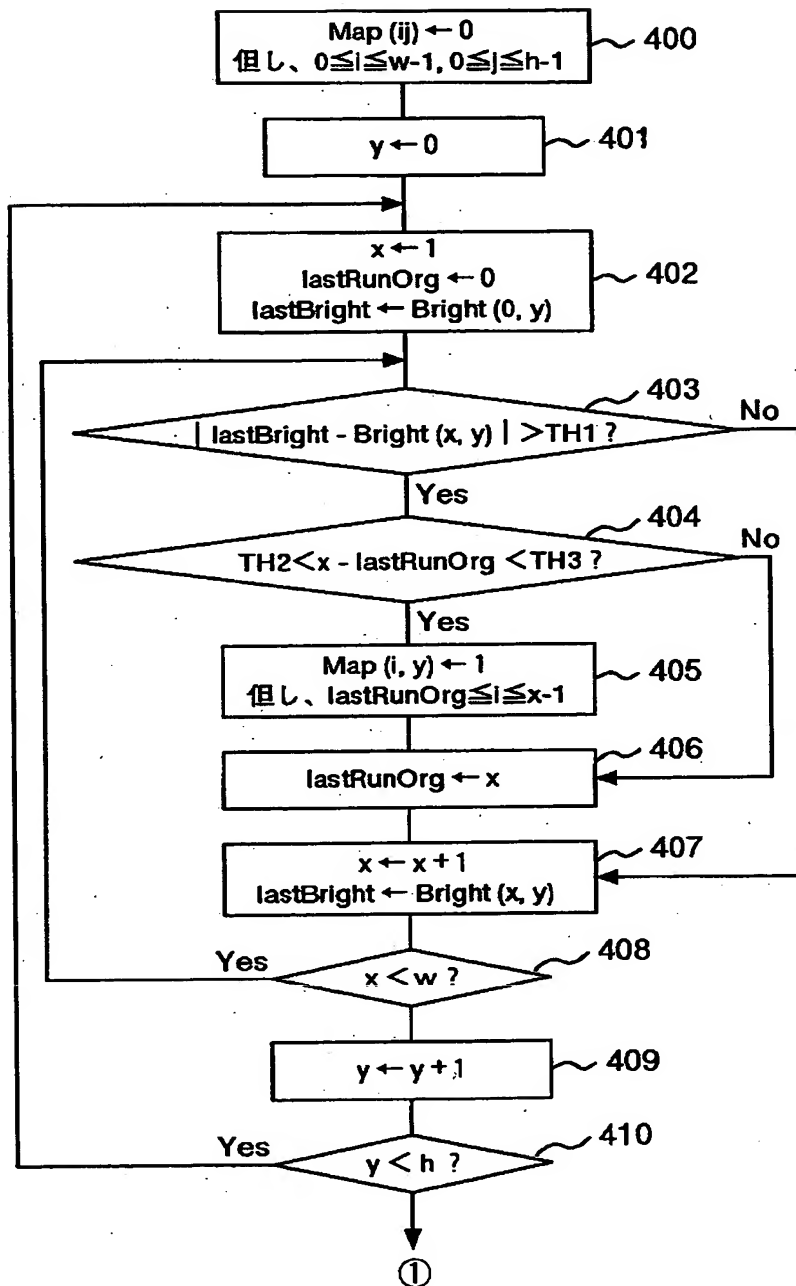 Map (ij) ← 0
但し、0≦i≦w-1, 0≦j≦h-1
400
y ← 0
401
x ← 1
lastRunOrg ← 0
lastBright ← Bright (0, y)
402
403
| lastBright - Bright (x, y) | >TH1 ?
No
Yes
404
TH2<x - lastRunOrg <TH3 ?
No
Yes
Map (i, y) ← 1
但し、lastRunOrg≦i≦x-1
405
lastRunOrg ← x
406
x ← x + 1
lastBright ← Bright (x, y)
407
Yes
x < w ?
408
y ← y + 1
409
Yes
y < h ?
410
①